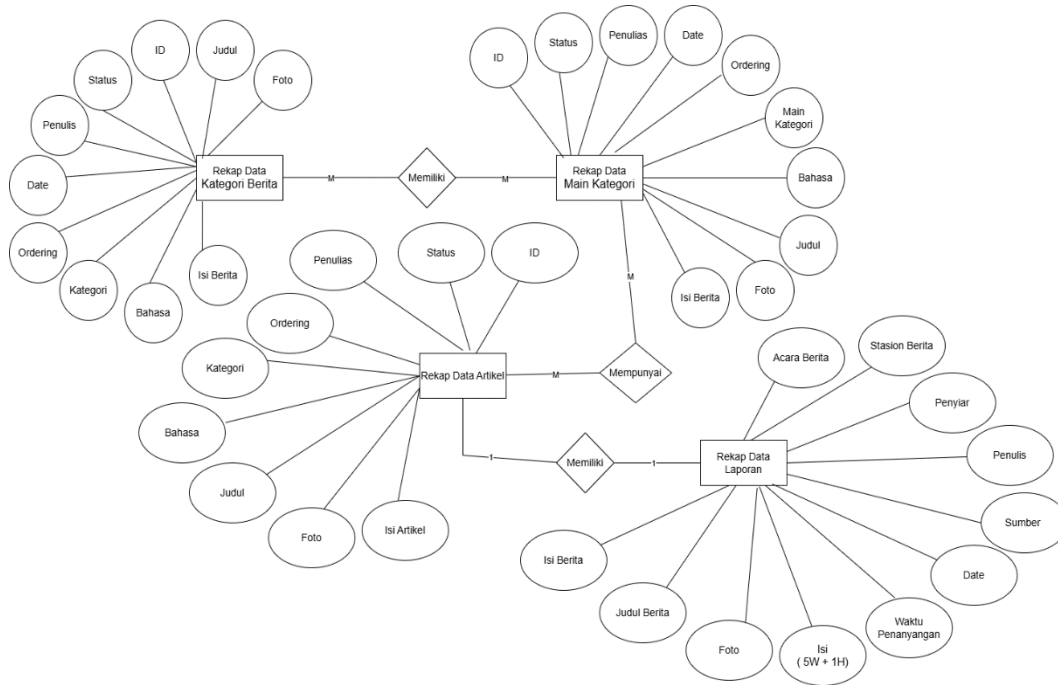 ID
Judul
Status
Foto
Penulis
Date
Ordering
Kategori
Bahasa
Isi Berita
Rekap Data
Kategori Berita
M
Memiliki
M
ID
Status
Penulias
Date
Ordering
Main
Kategori
Bahasa
Judul
Foto
Isi Berita
Rekap Data
Main Kategori
M
Mempunyai
M
Penulias
Status
ID
Ordering
Kategori
Bahasa
Judul
Foto
Isi Artikel
Rekap Data Artikel
1
Memiliki
1
Rekap Data
Laporan
Acara Berita
Stasion Berita
Penyiar
Penulis
Sumber
Date
Waktu
Penanyangan
Isi
( 5W + 1H)
Foto
Judul Berita
Isi Berita